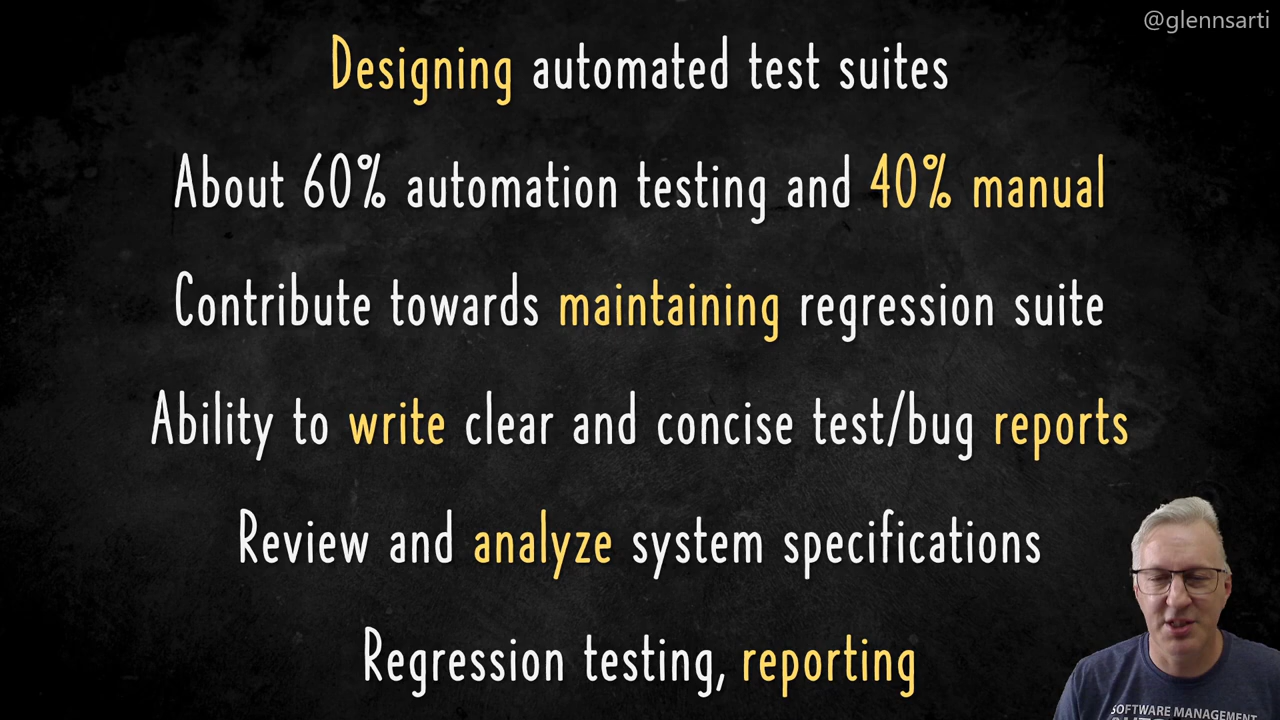 @glennsarti
Designing automated test suites
About 60% automation testing and 40% manual
Contribute towards maintaining regression suite
Ability to write clear and concise test/bug reports
Review and analyze system specifications
Regression testing, reporting
SOFTWARE MANAGEMENT